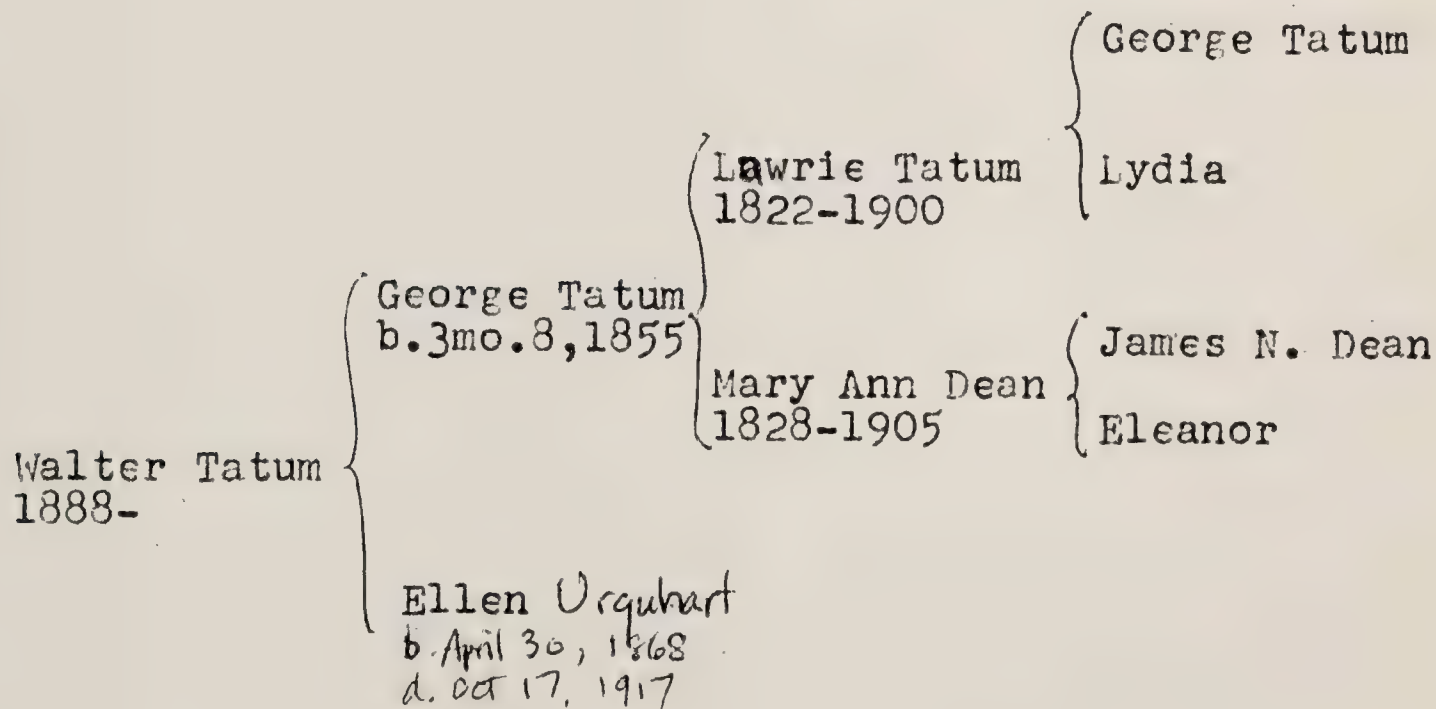 George Tatum
Lawrie Tatum
1822-1900
Lydia
George Tatum
b.3mo.8,1855
James N. Dean
Mary Ann Dean
1828-1905
Eleanor
Walter Tatum
1888-
Ellen Urquhart
b. April 30, 1868
d. Oct 17, 1917